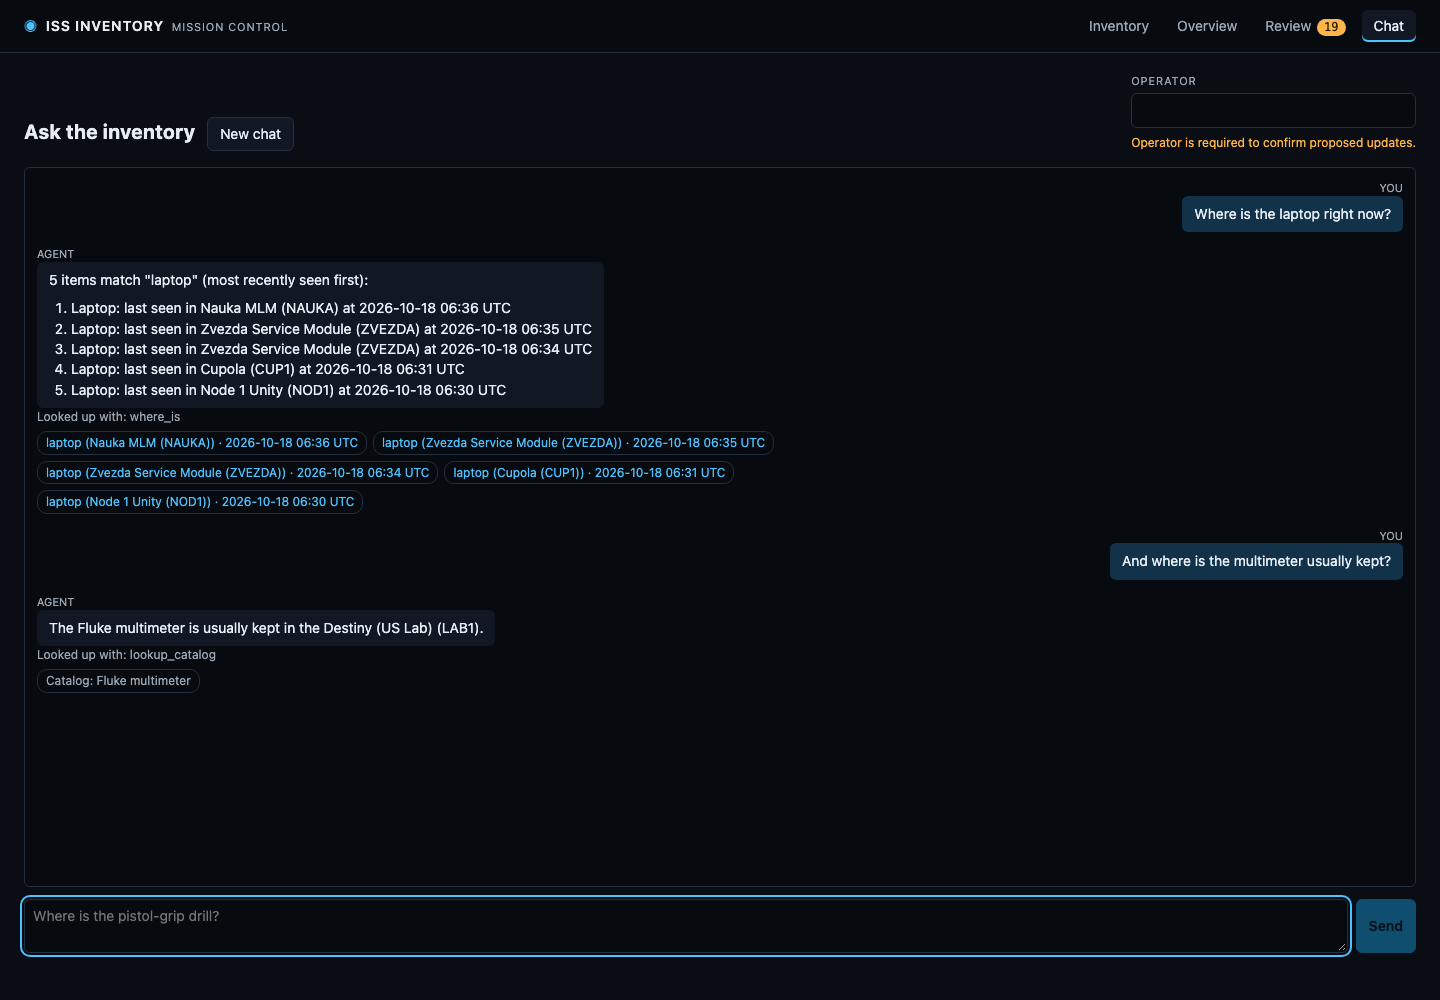 ISS INVENTORY MISSION CONTROL
Inventory
Overview
Review 19
Chat
OPERATOR
Ask the inventory
New chat
Operator is required to confirm proposed updates.
YOU
Where is the laptop right now?
AGENT
5 items match "laptop" (most recently seen first):
1. Laptop: last seen in Nauka MLM (NAUKA) at 2026-10-18 06:36 UTC
2. Laptop: last seen in Zvezda Service Module (ZVEZDA) at 2026-10-18 06:35 UTC
3. Laptop: last seen in Zvezda Service Module (ZVEZDA) at 2026-10-18 06:34 UTC
4. Laptop: last seen in Cupola (CUP1) at 2026-10-18 06:31 UTC
5. Laptop: last seen in Node 1 Unity (NOD1) at 2026-10-18 06:30 UTC
Looked up with: where_is
laptop (Nauka MLM (NAUKA)) · 2026-10-18 06:36 UTC
laptop (Zvezda Service Module (ZVEZDA)) · 2026-10-18 06:35 UTC
laptop (Zvezda Service Module (ZVEZDA)) · 2026-10-18 06:34 UTC
laptop (Cupola (CUP1)) · 2026-10-18 06:31 UTC
laptop (Node 1 Unity (NOD1)) · 2026-10-18 06:30 UTC
YOU
And where is the multimeter usually kept?
AGENT
The Fluke multimeter is usually kept in the Destiny (US Lab) (LAB1).
Looked up with: lookup_catalog
Catalog: Fluke multimeter
Where is the pistol-grip drill?
Send